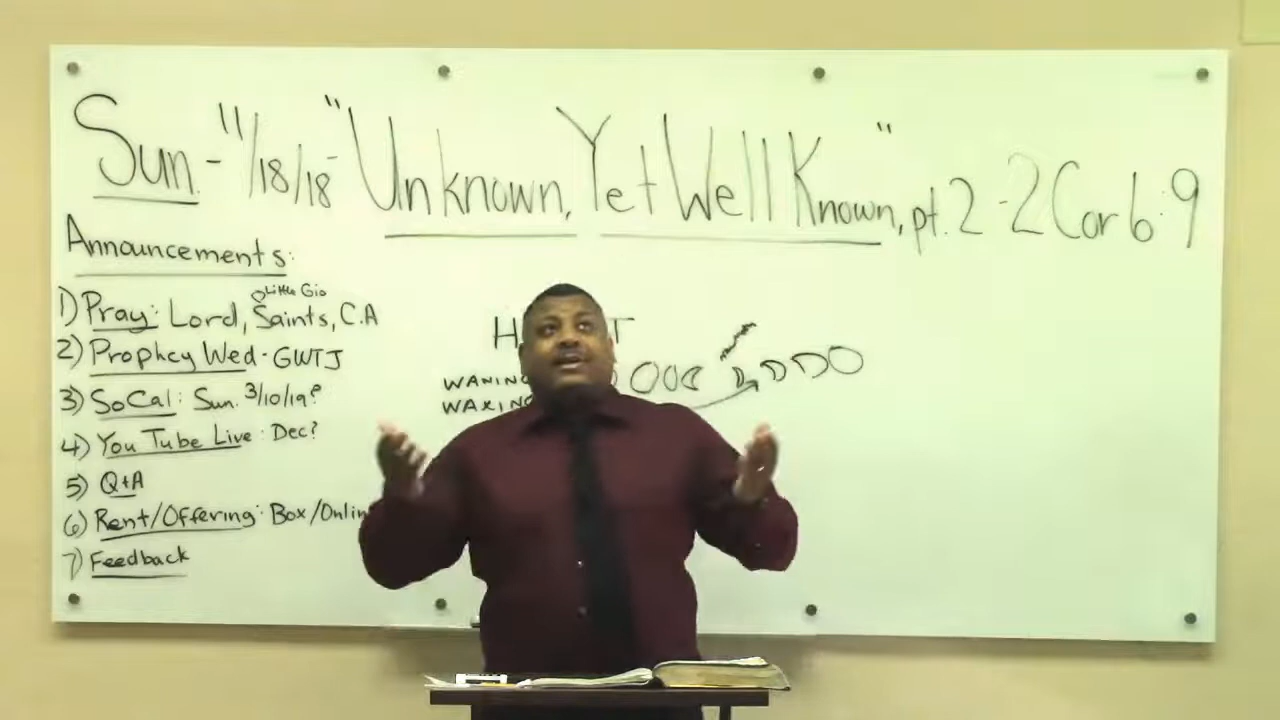 Sun. - 11/18/18 - "Unknown, Yet Well Known", pt. 2 - 2 Cor 6:9
Announcements:
Little Gio
1) Pray: Lord, Saints, C.A
2) Prophcy Wed - GWTJ
3) SoCal: Sun. 3/10/19?
4) You Tube Live: Dec?
5) Q+A
6) Rent/Offering: Box/Onlin
7) Feedback
H T
WANING
WAXING